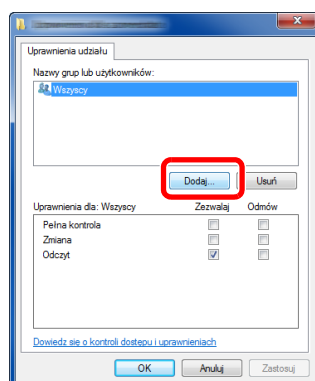 Uprawnienia udziału
Nazwy grup lub użytkowników:
Wszyscy
Dodaj... Usuń
Uprawnienia dla: Wszyscy Zezwalaj Odmów
Pełna kontrola
Zmiana
Odczyt
Dowiedz się o kontroli dostępu i uprawnieniach
OK Anuluj Zastosuj